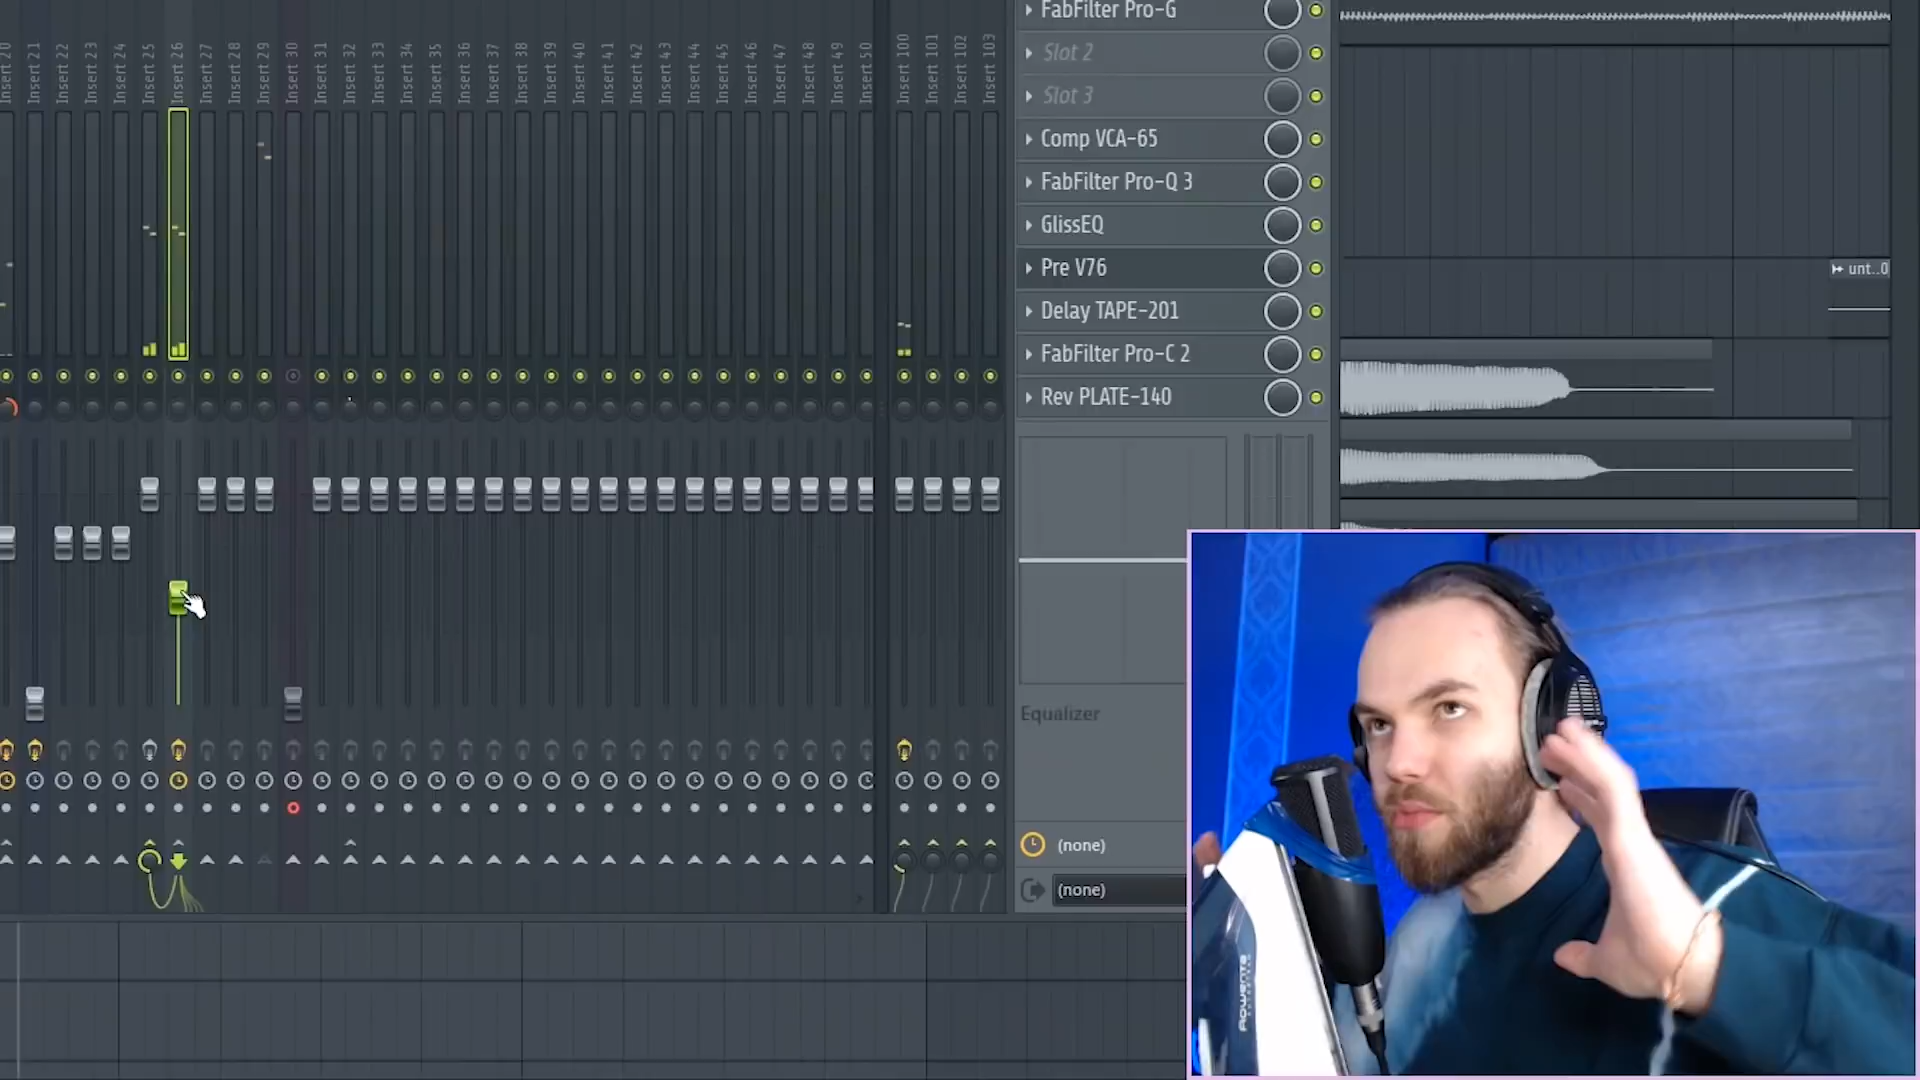 Insert 20
Insert 21
Insert 22
Insert 23
Insert 24
Insert 25
Insert 26
Insert 27
Insert 28
Insert 29
Insert 30
Insert 31
Insert 32
Insert 33
Insert 34
Insert 35
Insert 36
Insert 37
Insert 38
Insert 39
Insert 40
Insert 41
Insert 42
Insert 43
Insert 44
Insert 45
Insert 46
Insert 47
Insert 48
Insert 49
Insert 50
Insert 100
Insert 101
Insert 102
Insert 103
FabFilter Pro-G
Slot 2
Slot 3
Comp VCA-65
FabFilter Pro-Q 3
GlissEQ
Pre V76
Delay TAPE-201
FabFilter Pro-C 2
Rev PLATE-140
unt..0
Equalizer
(none)
(none)
Rowenta